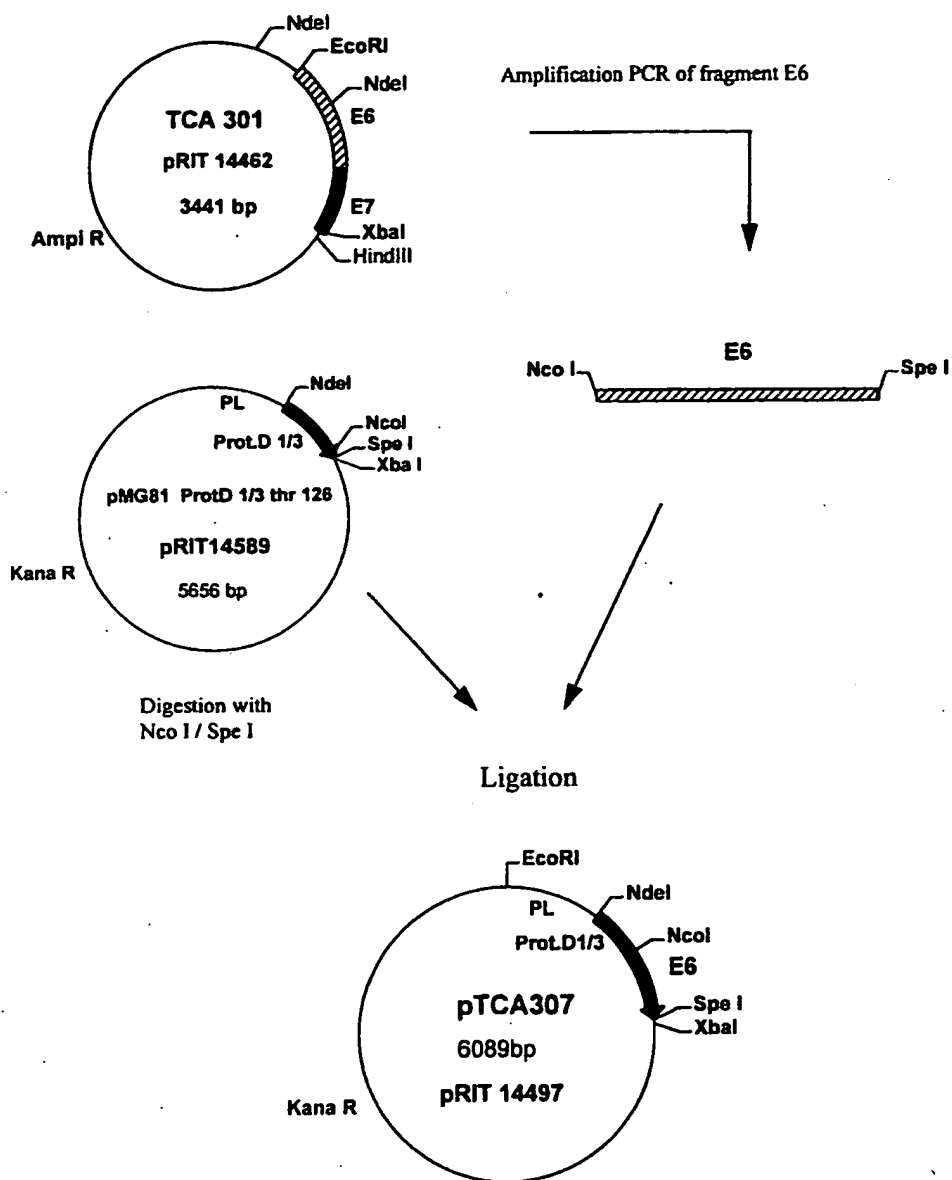 NdeI
EcoRI
NdeI
E6
TCA 301
pRIT 14462
3441 bp
E7
XbaI
HindIII
Ampi R
Amplification PCR of fragment E6
E6
Nco I
Spe I
NdeI
PL
NcoI
Prot.D 1/3
Spe I
Xba I
pMG81 ProtD 1/3 thr 126
pRIT14589
Kana R
5656 bp
Digestion with
Nco I / Spe I
Ligation
EcoRI
NdeI
PL
NcoI
Prot.D1/3
E6
Spe I
XbaI
pTCA307
6089bp
pRIT 14497
Kana R